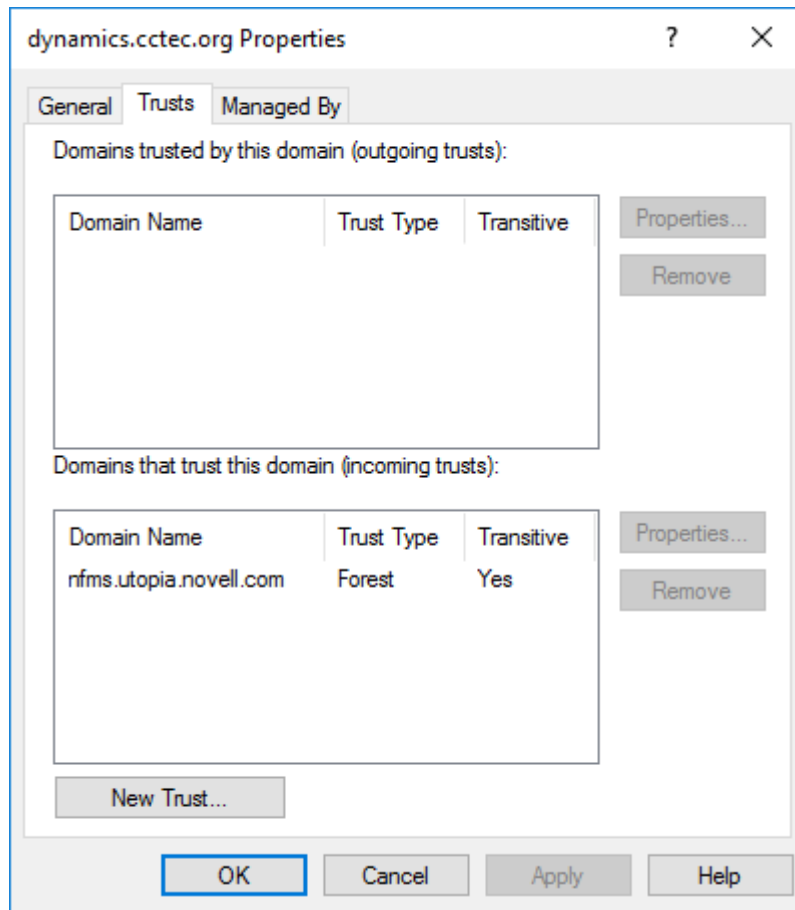 dynamics.cctec.org Properties ? ×
General Trusts Managed By
Domains trusted by this domain (outgoing trusts):
Domain Name Trust Type Transitive
Properties...
Remove
Domains that trust this domain (incoming trusts):
Domain Name Trust Type Transitive
Properties...
nfms.utopia.novell.com Forest Yes
Remove
New Trust...
OK Cancel Apply Help